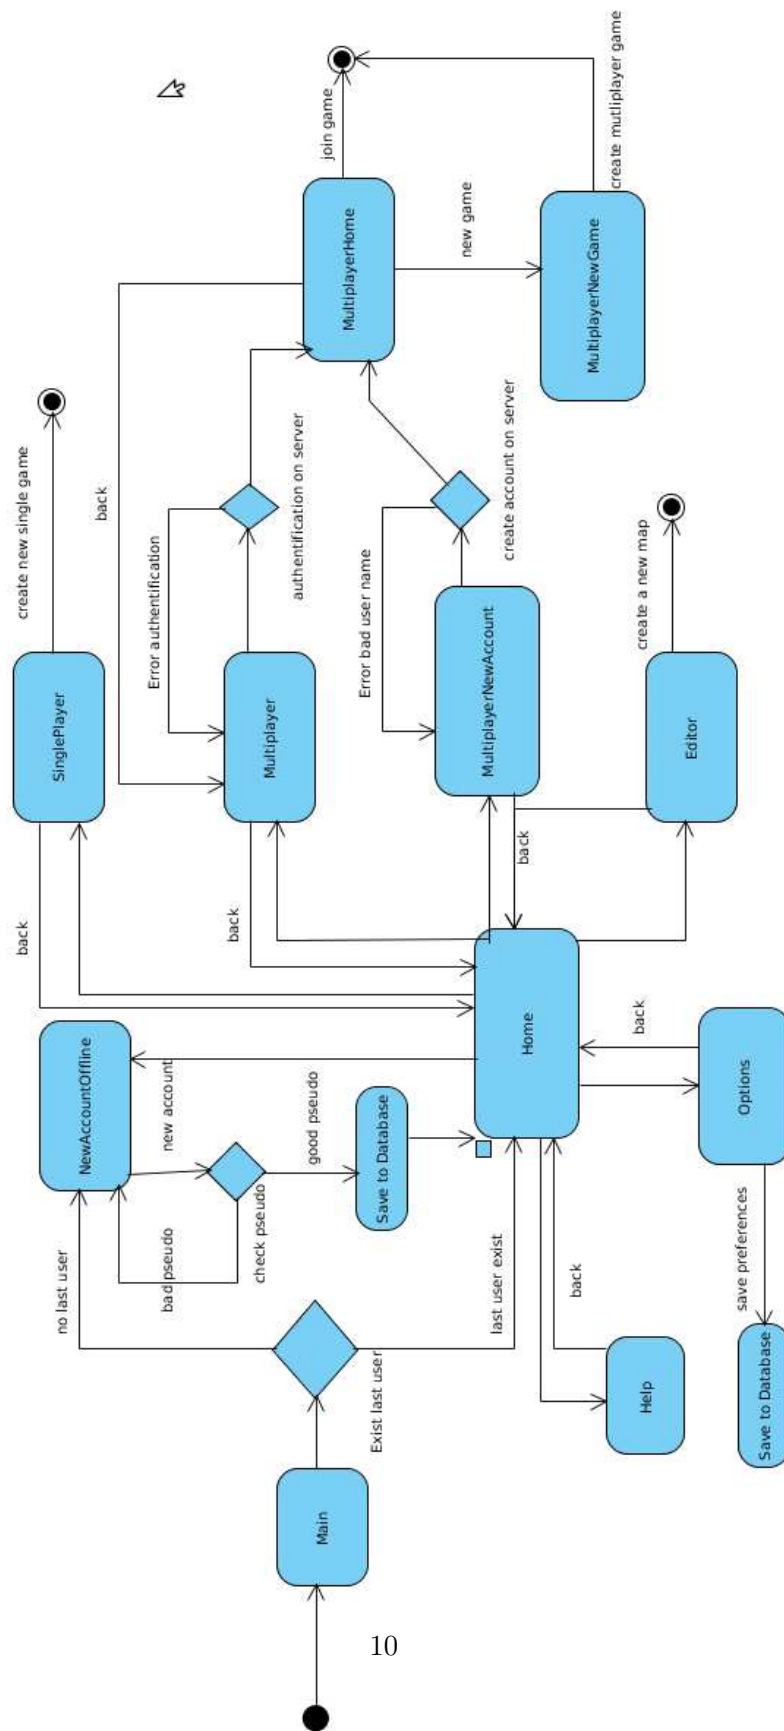 create new single game
SinglePlayer
back
no last user
NewAccountOffline
new account
bad pseudo
check pseudo
good pseudo
Save to Database
back
Error authentification
authentification on server
Multiplayer
back
join game
MultiplayerHome
new game
create mutliplayer game
MultiplayerNewGame
Error bad user name
create account on server
MultiplayerNewAccount
back
create a new map
Editor
Home
back
Options
save preferences
Save to Database
last user exist
back
Help
Exist last user
Main
10